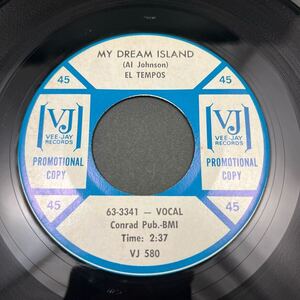 MY DREAM ISLAND
(Al Johnson)
EL TEMPOS
45
45
VJ
VEE-JAY
RECORDS
VJ
VEE-JAY
RECORDS
PROMOTIONAL
COPY
PROMOTIONAL
COPY
45
45
63-3341 — VOCAL
Conrad Pub.-BMI
Time: 2:37
VJ 580